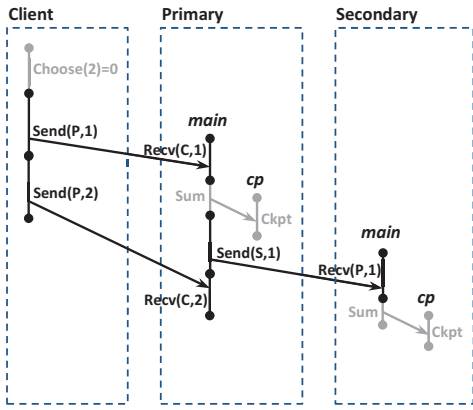 Client Primary Secondary
Choose(2)=0
main
Send(P,1)
Recv(C,1)
cp
Send(P,2)
Sum
Ckpt
main
Send(S,1)
Recv(P,1)
cp
Recv(C,2)
Sum
Ckpt